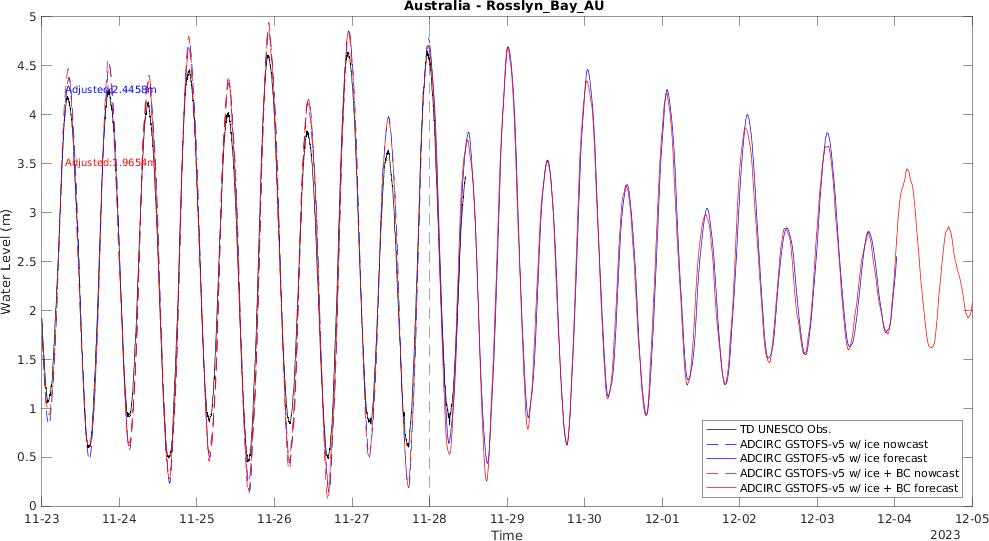 Australia - Rosslyn_Bay_AU
5
4.5
4
3.5
3
2.5
2
1.5
1
0.5
0
Water Level (m)
Adjusted:2.4458m
Adjusted:1.9654m
TD UNESCO Obs.
ADCIRC GSTOFS-v5 w/ ice nowcast
ADCIRC GSTOFS-v5 w/ ice forecast
ADCIRC GSTOFS-v5 w/ ice + BC nowcast
ADCIRC GSTOFS-v5 w/ ice + BC forecast
11-23 11-24 11-25 11-26 11-27 11-28 11-29 11-30 12-01 12-02 12-03 12-04 12-05
Time
2023